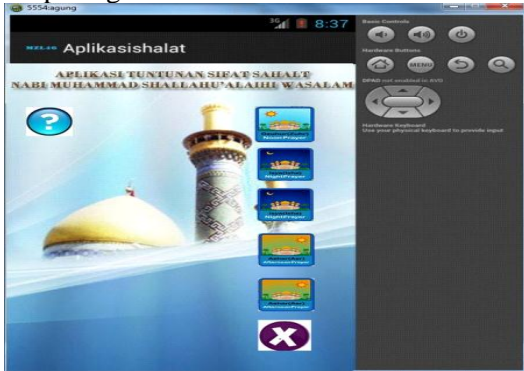 5554:agung
3G 8:37
Aplikasishalat
APLIKASI TUNTUNAN SIFAT SAHALT
NABI MUHAMMAD SHALLAHU'ALAIHI WASALAM
?
NoonPrayer
NightPrayer
NightPrayer
AfternoonPrayer
AfternoonPrayer
X
Basic Controls
Hardware Buttons
MENU
DPAD not enabled in AVD
Hardware Keyboard
Use your physical keyboard to provide input